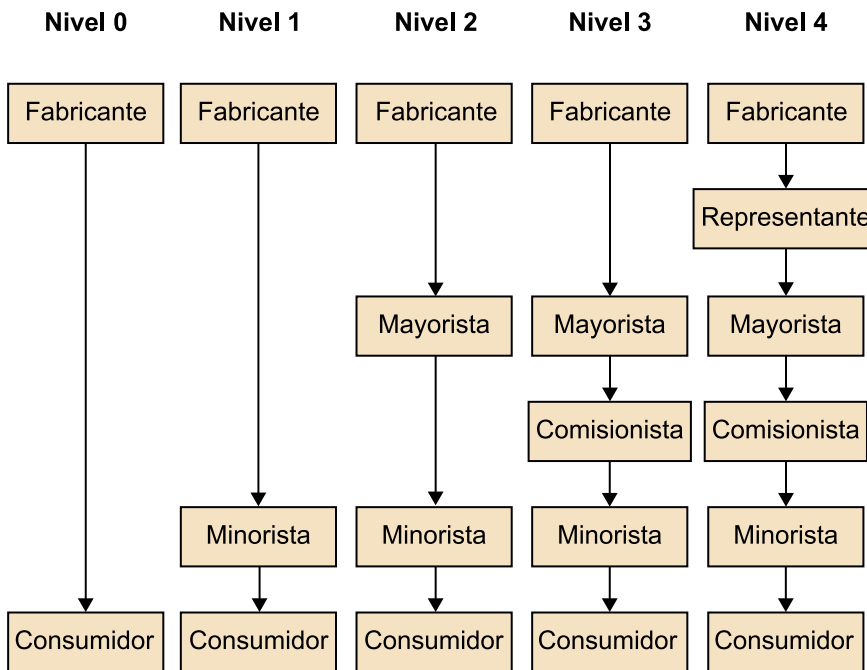 Nivel 0 Nivel 1 Nivel 2 Nivel 3 Nivel 4
Fabricante Fabricante Fabricante Fabricante Fabricante
Representante
Mayorista Mayorista Mayorista
Comisionista Comisionista
Minorista Minorista Minorista Minorista
Consumidor Consumidor Consumidor Consumidor Consumidor